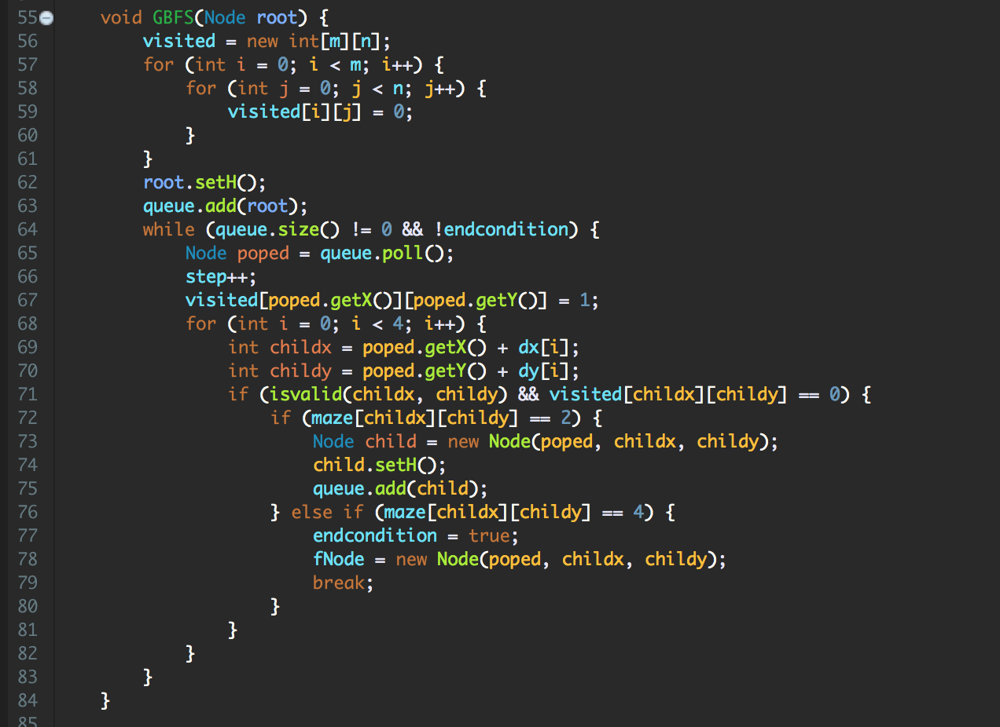 55 void GBFS(Node root) {
56 visited = new int[m][n];
57 for (int i = 0; i < m; i++) {
58 for (int j = 0; j < n; j++) {
59 visited[i][j] = 0;
60 }
61 }
62 root.setH();
63 queue.add(root);
64 while (queue.size() != 0 && !endcondition) {
65 Node poped = queue.poll();
66 step++;
67 visited[poped.getX()][poped.getY()] = 1;
68 for (int i = 0; i < 4; i++) {
69 int childx = poped.getX() + dx[i];
70 int childy = poped.getY() + dy[i];
71 if (isvalid(childx, childy) && visited[childx][childy] == 0) {
72 if (maze[childx][childy] == 2) {
73 Node child = new Node(poped, childx, childy);
74 child.setH();
75 queue.add(child);
76 } else if (maze[childx][childy] == 4) {
77 endcondition = true;
78 fNode = new Node(poped, childx, childy);
79 break;
80 }
81 }
82 }
83 }
84 }
85